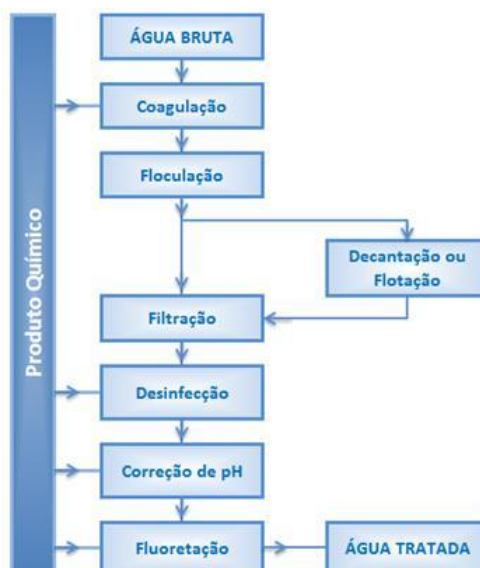 Produto Químico
ÁGUA BRUTA
Coagulação
Floculação
Decantação ou
Flotação
Filtração
Desinfecção
Correção de pH
Fluoretação
ÁGUA TRATADA